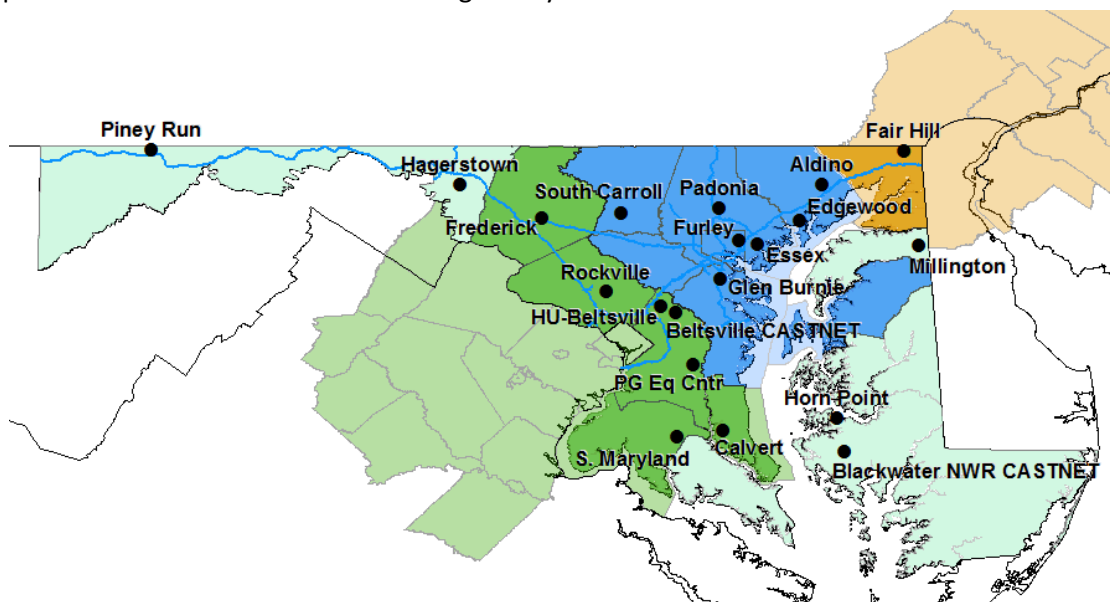 Piney Run
Fair Hill
Hagerstown
Aldino
South Carroll
Padonia
Edgewood
Frederick
Furley
Essex
Millington
Rockville
Glen Burnie
HU-Beltsville
Beltsville CASTNET
PG Eq Cntr
Horn Point
Calvert
S. Maryland
Blackwater NWR CASTNET